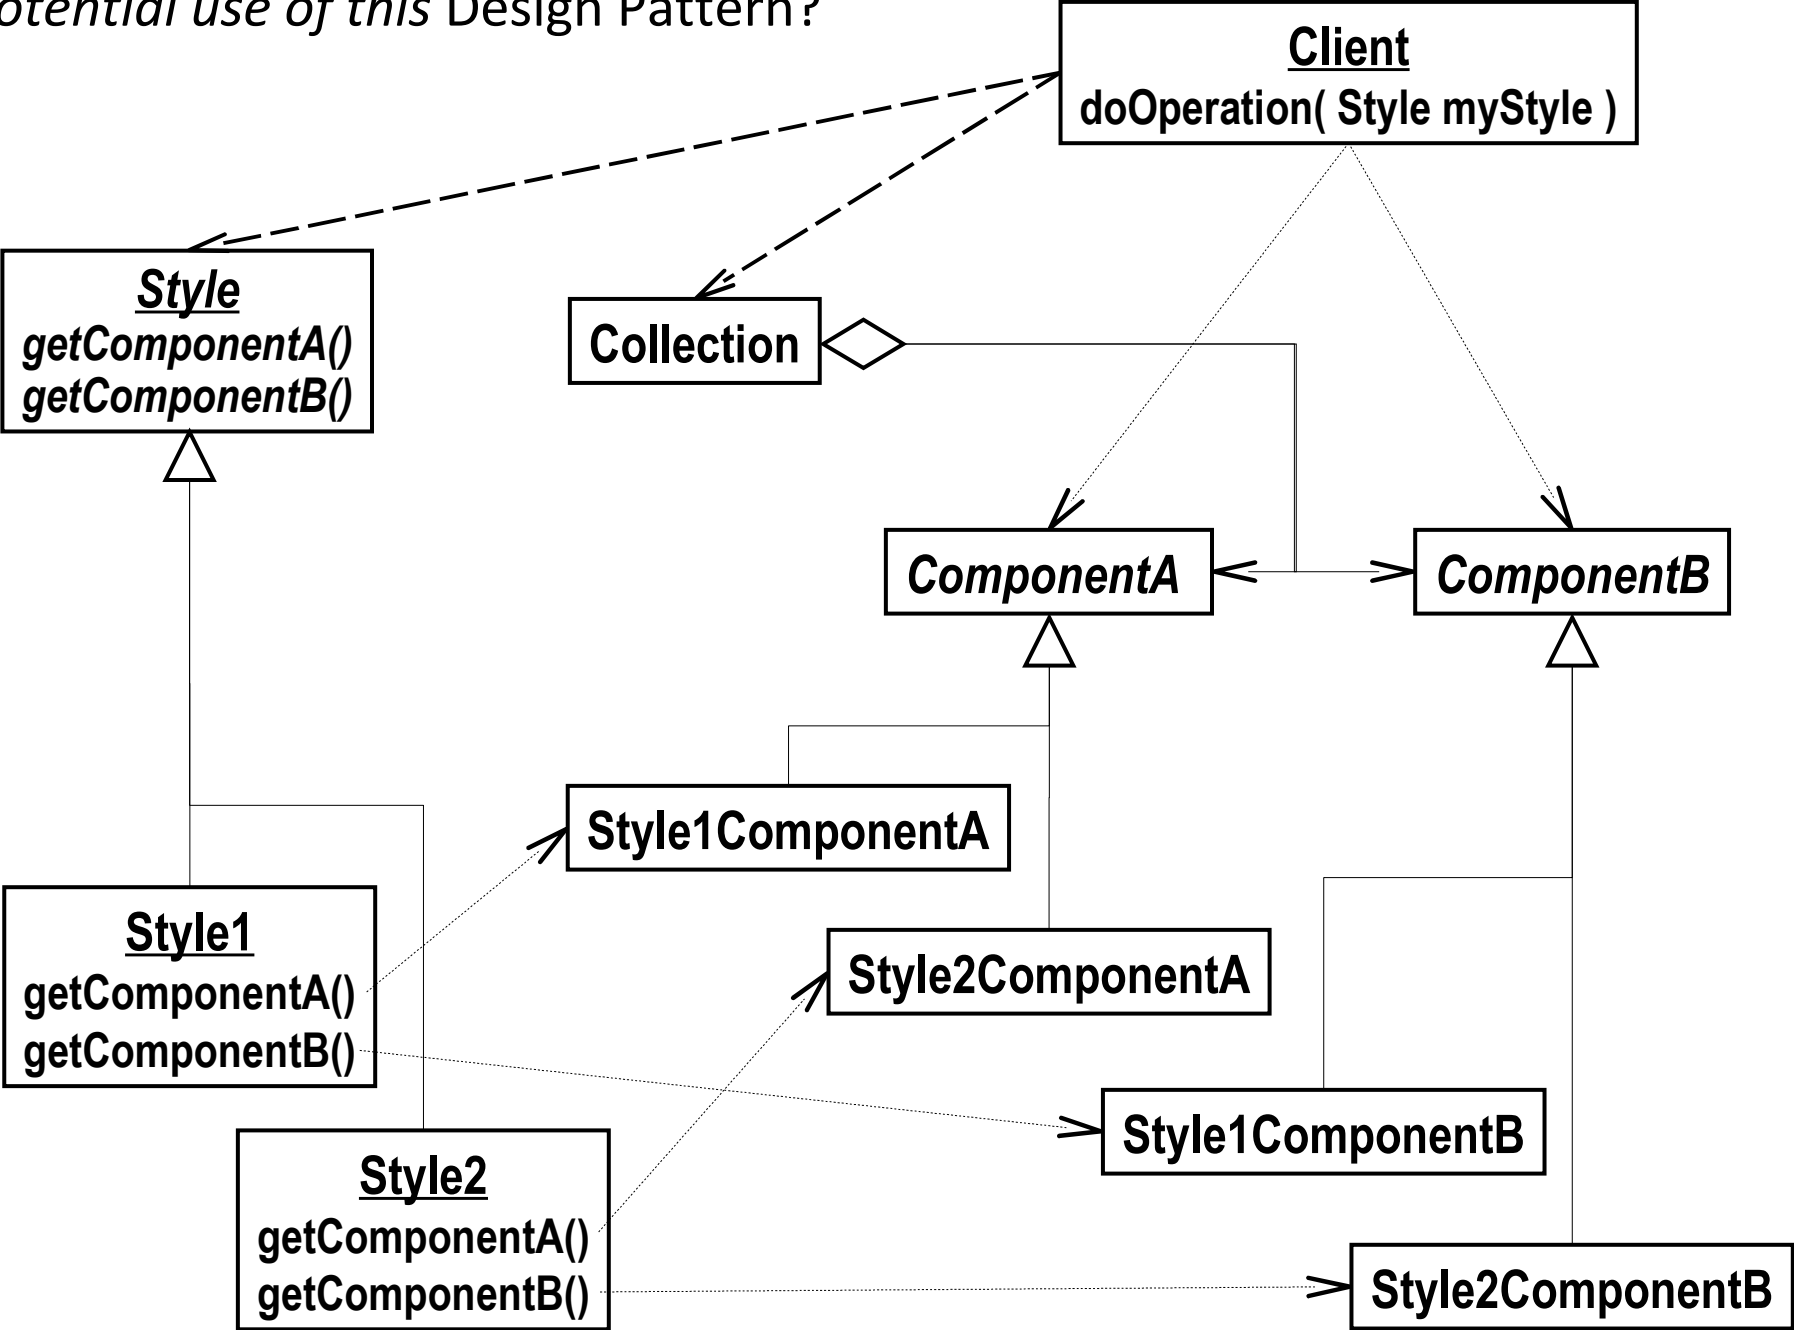 potential use of this Design Pattern?
Client
doOperation( Style myStyle )
Style
getComponentA()
getComponentB()
Collection
ComponentA
ComponentB
Style1ComponentA
Style1
getComponentA()
getComponentB()
Style2ComponentA
Style1ComponentB
Style2
getComponentA()
getComponentB()
Style2ComponentB